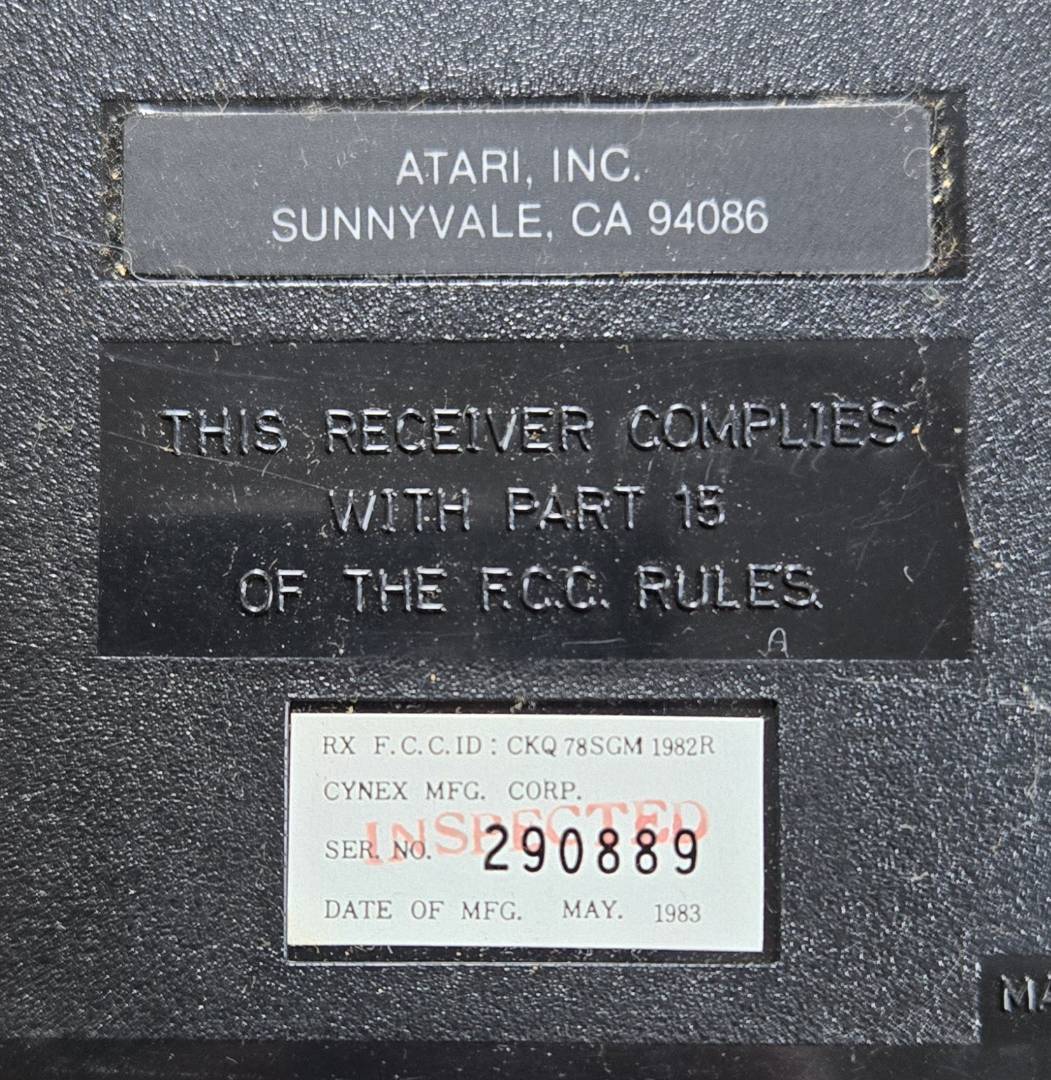 ATARI, INC.
SUNNYVALE, CA 94086
THIS RECEIVER COMPLIES
WITH PART 15
OF THE F.C.C. RULES.
A
RX F.C.C.ID: CKQ 78SGM 1982R
CYNEX MFG. CORP.
INSPECTED
SER. NO. 290889
DATE OF MFG. MAY. 1983